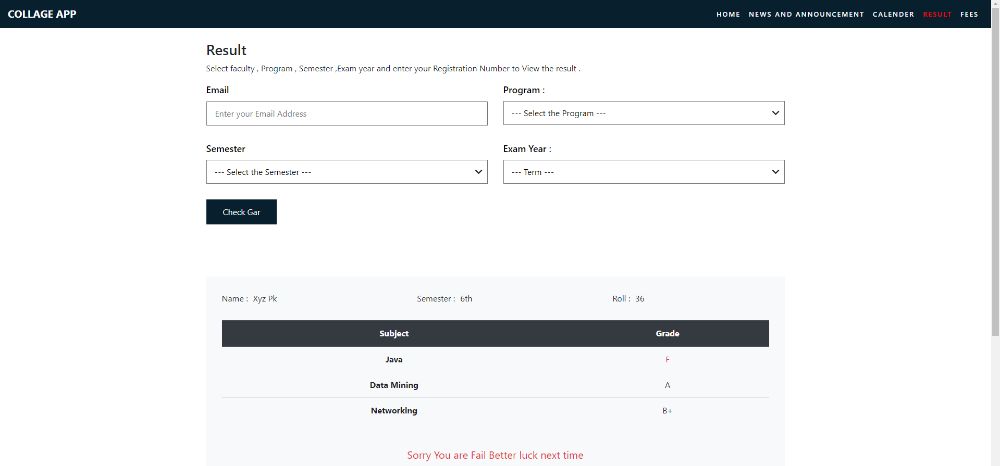 COLLAGE APP HOME NEWS AND ANNOUNCEMENT CALENDER RESULT FEES
Result
Select faculty , Program , Semester ,Exam year and enter your Registration Number to View the result .
Email Program :
Enter your Email Address --- Select the Program ---
Semester Exam Year :
--- Select the Semester --- --- Term ---
Check Gar
Name : Xyz Pk Semester : 6th Roll : 36
Subject Grade
Java F
Data Mining A
Networking B+
Sorry You are Fail Better luck next time